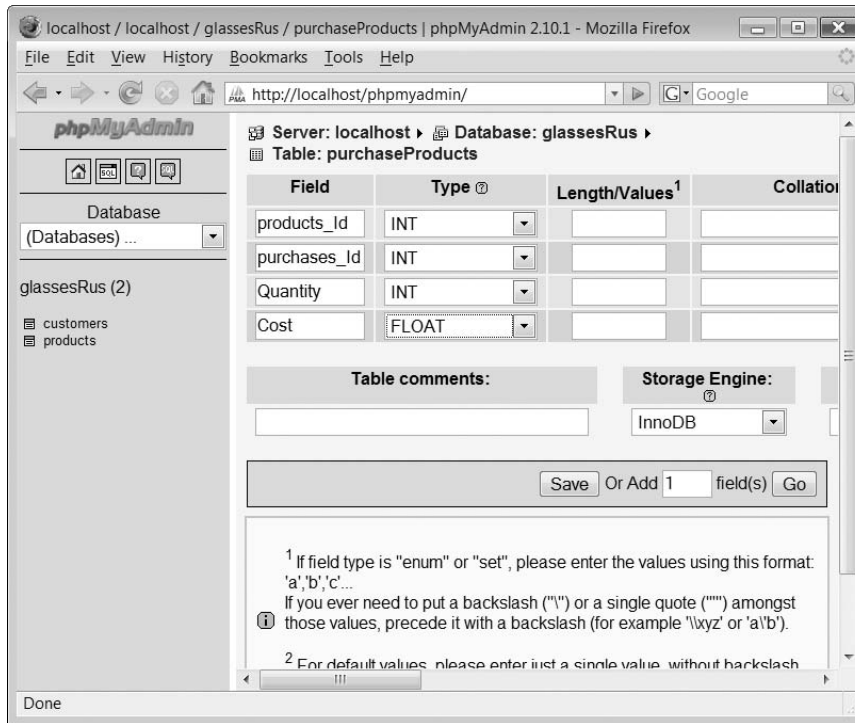 localhost / localhost / glassesRus / purchaseProducts | phpMyAdmin 2.10.1 - Mozilla Firefox
File Edit View History Bookmarks Tools Help
http://localhost/phpmyadmin/ G Google
phpMyAdmin
SQL
Database
(Databases) ...
glassesRus (2)
customers
products
Server: localhost ▸ Database: glassesRus ▸
Table: purchaseProducts
Field Type Length/Values1 Collation
products_Id INT
purchases_Id INT
Quantity INT
Cost FLOAT
Table comments: Storage Engine:
InnoDB
Save Or Add 1 field(s) Go
1 If field type is "enum" or "set", please enter the values using this format:
'a','b','c'...
If you ever need to put a backslash ("\") or a single quote ("'") amongst
those values, precede it with a backslash (for example '\\xyz' or 'a\'b').
2 For default values, please enter just a single value, without backslash
Done